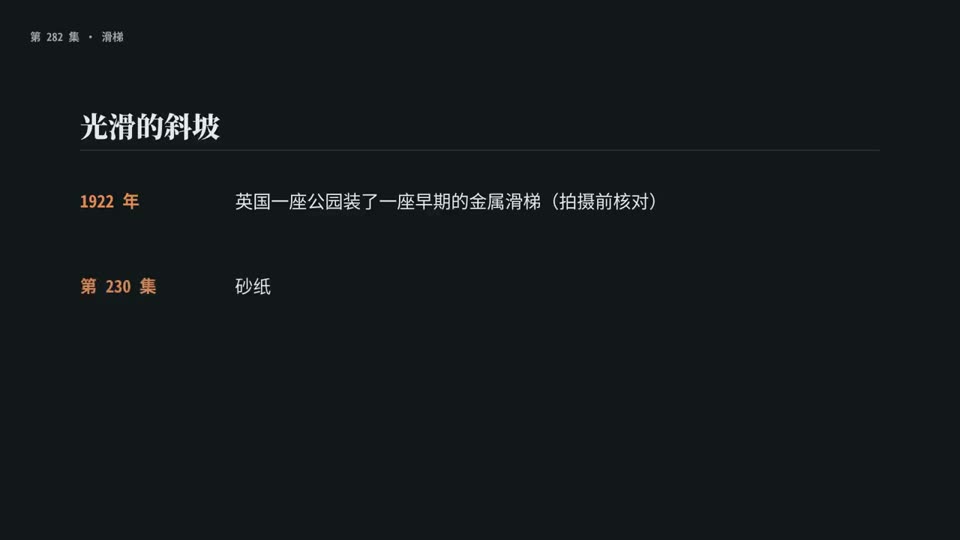 第 282 集 · 滑梯
光滑的斜坡
1922 年 英国一座公园装了一座早期的金属滑梯（拍摄前核对）
第 230 集 砂纸